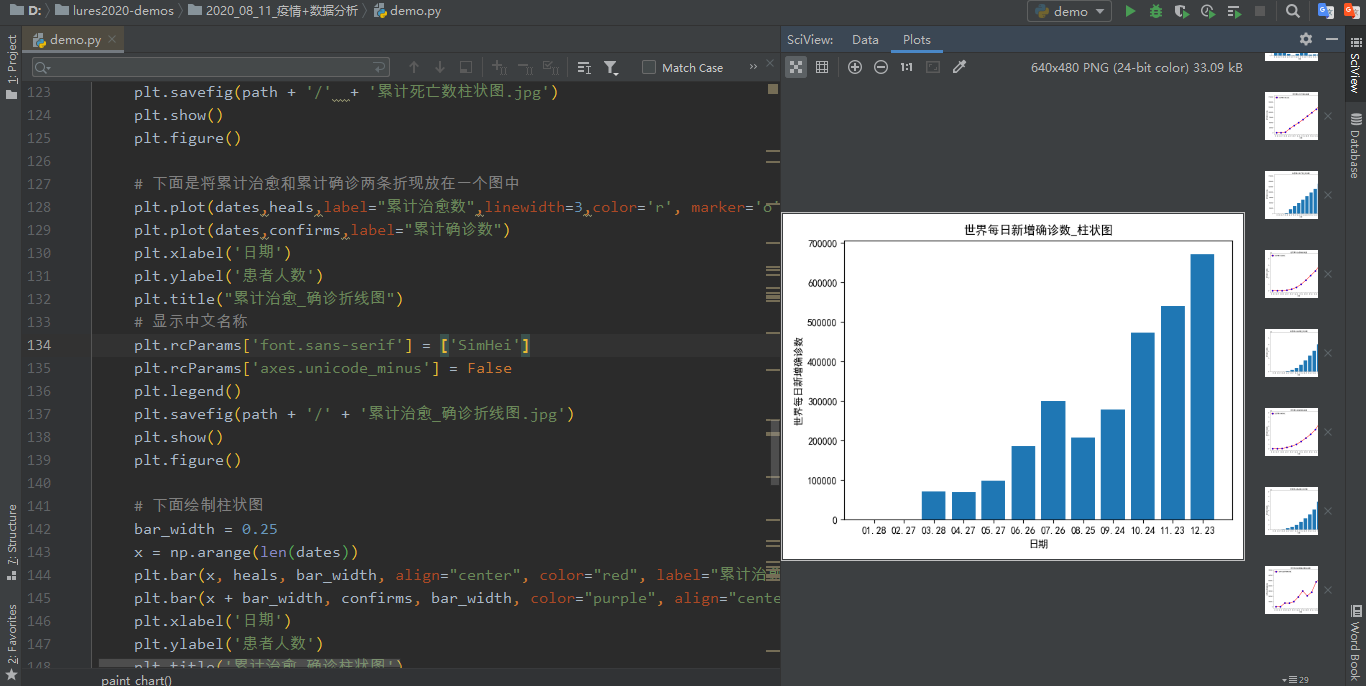 D: lures2020-demos 2020_08_11_疫情+数据分析 demo.py demo
demo.py SciView: Data Plots
Match Case 1:1 640x480 PNG (24-bit color) 33.09 kB
1: Project
7: Structure
2: Favorites
123 plt.savefig(path + '/' + '累计死亡数柱状图.jpg')
124 plt.show()
125 plt.figure()
126
127 # 下面是将累计治愈和累计确诊两条折现放在一个图中
128 plt.plot(dates,heals,label="累计治愈数",linewidth=3,color='r', marker='o'
129 plt.plot(dates,confirms,label="累计确诊数")
130 plt.xlabel('日期')
131 plt.ylabel('患者人数')
132 plt.title("累计治愈_确诊折线图")
133 # 显示中文名称
134 plt.rcParams['font.sans-serif'] = ['SimHei']
135 plt.rcParams['axes.unicode_minus'] = False
136 plt.legend()
137 plt.savefig(path + '/' + '累计治愈_确诊折线图.jpg')
138 plt.show()
139 plt.figure()
140
141 # 下面绘制柱状图
142 bar_width = 0.25
143 x = np.arange(len(dates))
144 plt.bar(x, heals, bar_width, align="center", color="red", label="累计治愈
145 plt.bar(x + bar_width, confirms, bar_width, color="purple", align="cente
146 plt.xlabel('日期')
147 plt.ylabel('患者人数')
148 plt.title('累计治愈_确诊柱状图')
paint_chart()
世界每日新增确诊数_柱状图
世界每日新增确诊数
700000
600000
500000
400000
300000
200000
100000
0
01.28 02.27 03.28 04.27 05.27 06.26 07.26 08.25 09.24 10.24 11.23 12.23
日期
SciView
Database
Word Book
29